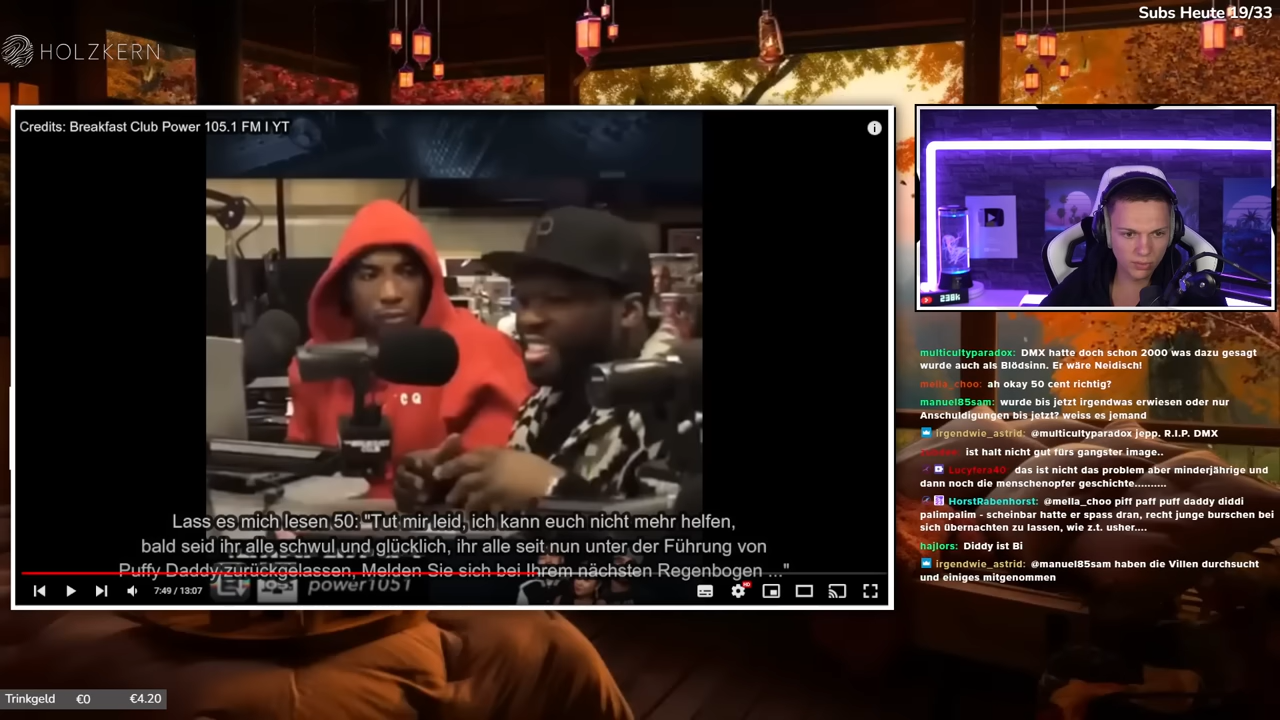 Subs Heute 19/33
HOLZKERN
Credits: Breakfast Club Power 105.1 FM I YT
238k
Lass es mich lesen 50: "Tut mir leid, ich kann euch nicht mehr helfen,
bald seid ihr alle schwul und glücklich, ihr alle seit nun unter der Führung von
Puffy Daddy zurückgelassen, Melden Sie sich bei Ihrem nächsten Regenbogen ..."
power1051
7:49 / 13:07
HD
multicultyparadox: DMX hatte doch schon 2000 was dazu gesagt
wurde auch als Blödsinn. Er wäre Neidisch!
mella_choo: ah okay 50 cent richtig?
manuel85sam: wurde bis jetzt irgendwas erwiesen oder nur
Anschuldigungen bis jetzt? weiss es jemand
irgendwie_astrid: @multicultyparadox jepp. R.I.P. DMX
ist halt nicht gut fürs gangster image..
Lucyfera40: das ist nicht das problem aber minderjährige und
dann noch die menschenopfer geschichte..........
HorstRabenhorst: @mella_choo piff paff puff daddy diddi
palimpalim - scheinbar hatte er spass dran, recht junge burschen bei
sich übernachten zu lassen, wie z.t. usher....
hajlors: Diddy ist Bi
irgendwie_astrid: @manuel85sam haben die Villen durchsucht
und einiges mitgenommen
Trinkgeld €0 €4.20